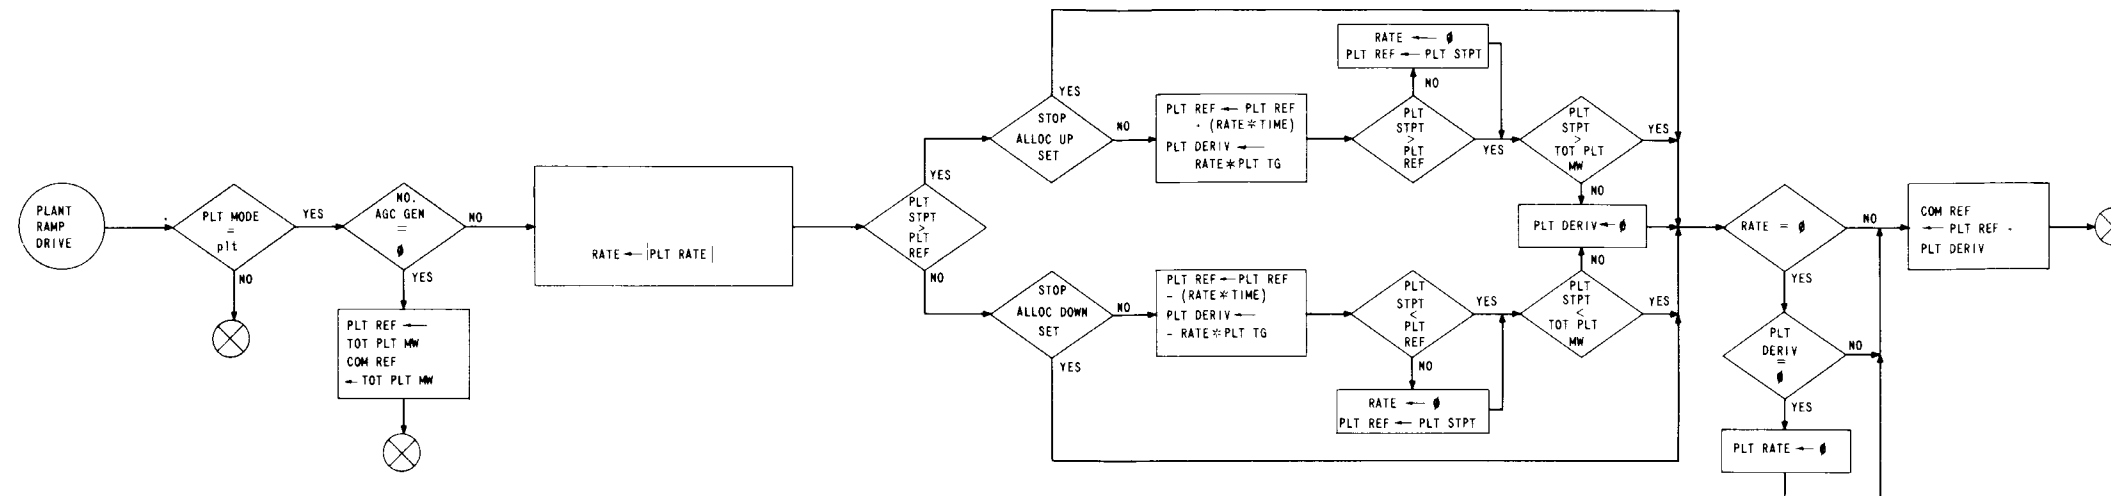 PLANT
RAMP
DRIVE
PLT MODE
=
plt
YES
NO
NO.
AGC GEN
=
φ
NO
YES
PLT REF ←
TOT PLT MW
COM REF
← TOT PLT MW
RATE ← |PLT RATE|
PLT
STPT
>
PLT
REF
YES
NO
STOP
ALLOC UP
SET
YES
NO
PLT REF ← PLT REF
· (RATE*TIME)
PLT DERIV ←
RATE*PLT TG
PLT
STPT
>
PLT
REF
NO
YES
RATE ← φ
PLT REF ← PLT STPT
PLT
STPT
>
TOT PLT
MW
YES
NO
PLT DERIV ← φ
STOP
ALLOC DOWN
SET
NO
YES
PLT REF ← PLT REF
- (RATE*TIME)
PLT DERIV ←
- RATE*PLT TG
PLT
STPT
<
PLT
REF
YES
NO
RATE ← φ
PLT REF ← PLT STPT
PLT
STPT
<
TOT PLT
MW
NO
YES
RATE = φ
NO
YES
PLT
DERIV
=
φ
NO
YES
PLT RATE ← φ
COM REF
← PLT REF ·
PLT DERIV